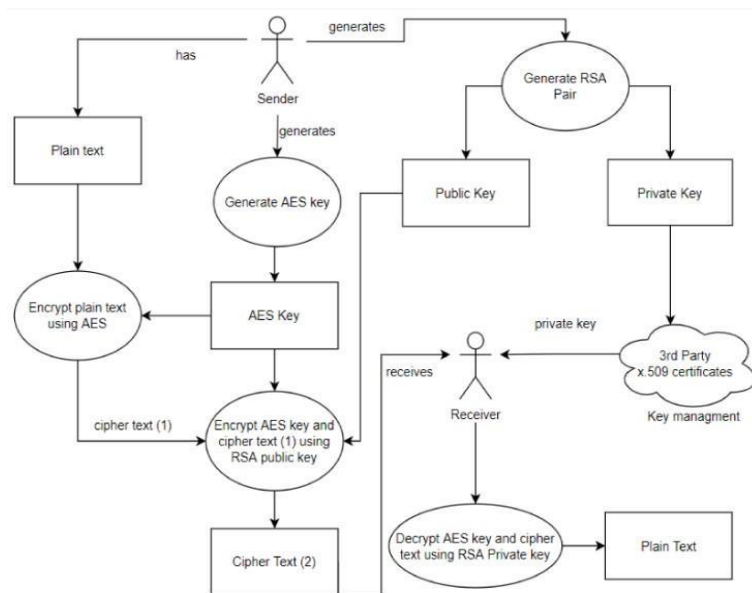 generates
has
Sender
Generate RSA
Pair
generates
Plain text
Public Key
Private Key
Generate AES key
Encrypt plain text
using AES
AES Key
private key
3rd Party
x.509 certificates
receives
Receiver
Key managment
cipher text (1)
Encrypt AES key and
cipher text (1) using
RSA public key
Decrypt AES key and cipher
text using RSA Private key
Plain Text
Cipher Text (2)